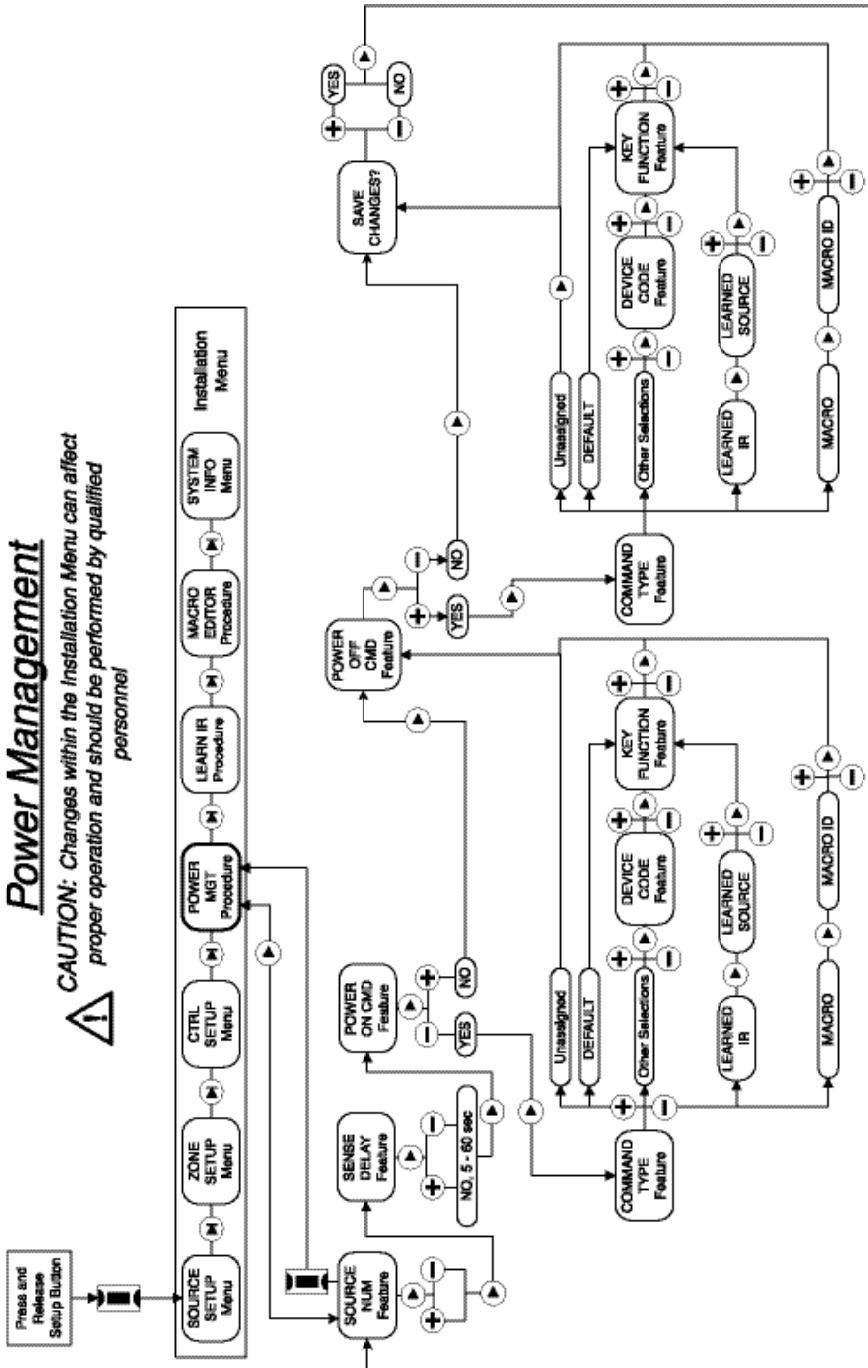 Power Management
CAUTION: Changes within the Installation Menu can affect
proper operation and should be performed by qualified
personnel
Press and
Release
Setup Button
SOURCE
SETUP
Menu
ZONE
SETUP
Menu
CTRL
SETUP
Menu
POWER
MGT
Procedure
LEARN IR
Procedure
MACRO
EDITOR
Procedure
SYSTEM
INFO
Menu
Installation
Menu
SOURCE
NUM
Feature
+
−
SENSE
DELAY
Feature
+
−
NO, 5 - 60 sec
POWER
ON CMD
Feature
−
+
YES
NO
POWER
OFF
CMD
Feature
+
−
YES
NO
SAVE
CHANGES?
+
−
YES
NO
COMMAND
TYPE
Feature
+
−
Unassigned
DEFAULT
Other Selections
+
−
DEVICE
CODE
Feature
+
−
KEY
FUNCTION
Feature
+
−
LEARNED
IR
LEARNED
SOURCE
+
−
MACRO
MACRO ID
+
−
COMMAND
TYPE
Feature
Unassigned
DEFAULT
Other Selections
+
−
DEVICE
CODE
Feature
+
−
KEY
FUNCTION
Feature
+
−
LEARNED
IR
LEARNED
SOURCE
+
−
MACRO
MACRO ID
+
−